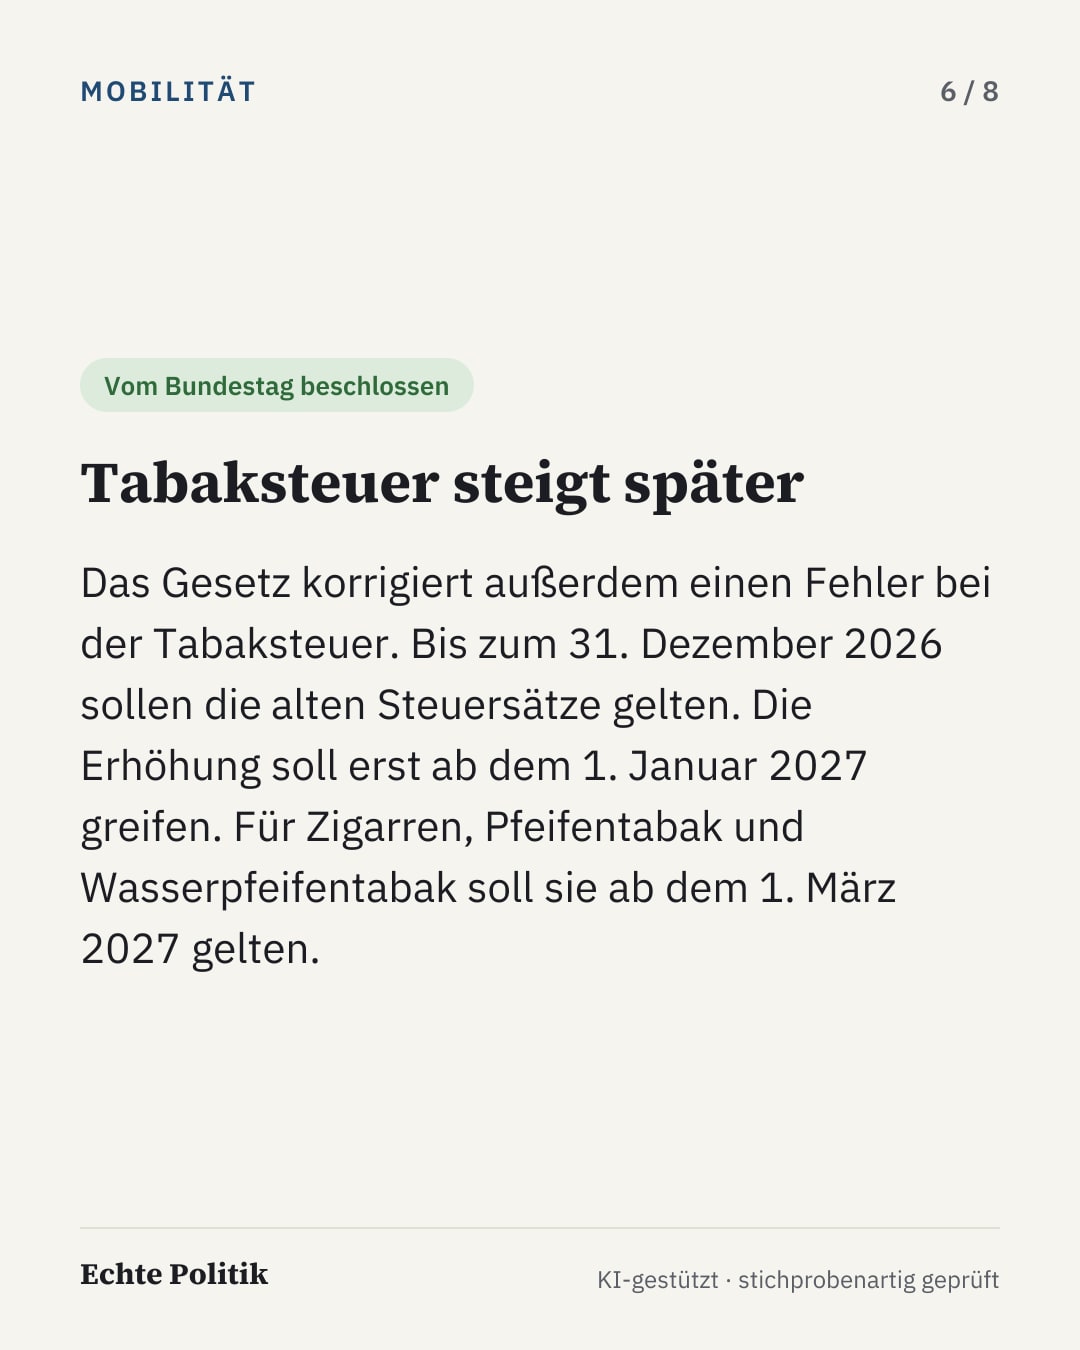 MOBILITÄT
6 / 8
Vom Bundestag beschlossen
Tabaksteuer steigt später
Das Gesetz korrigiert außerdem einen Fehler bei
der Tabaksteuer. Bis zum 31. Dezember 2026
sollen die alten Steuersätze gelten. Die
Erhöhung soll erst ab dem 1. Januar 2027
greifen. Für Zigarren, Pfeifentabak und
Wasserpfeifentabak soll sie ab dem 1. März
2027 gelten.
Echte Politik
KI-gestützt · stichprobenartig geprüft